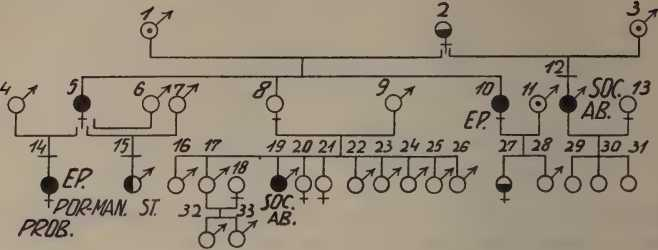 1 2 3
4 5 6 7 8 9 10 11 12 13
SOC.
AB.
EP.
14 15 16 17 18 19 20 21 22 23 24 25 26 27 28 29 30 31
EP.
POR-MAN. ST.
PROB.
SOC.
AB.
32 33